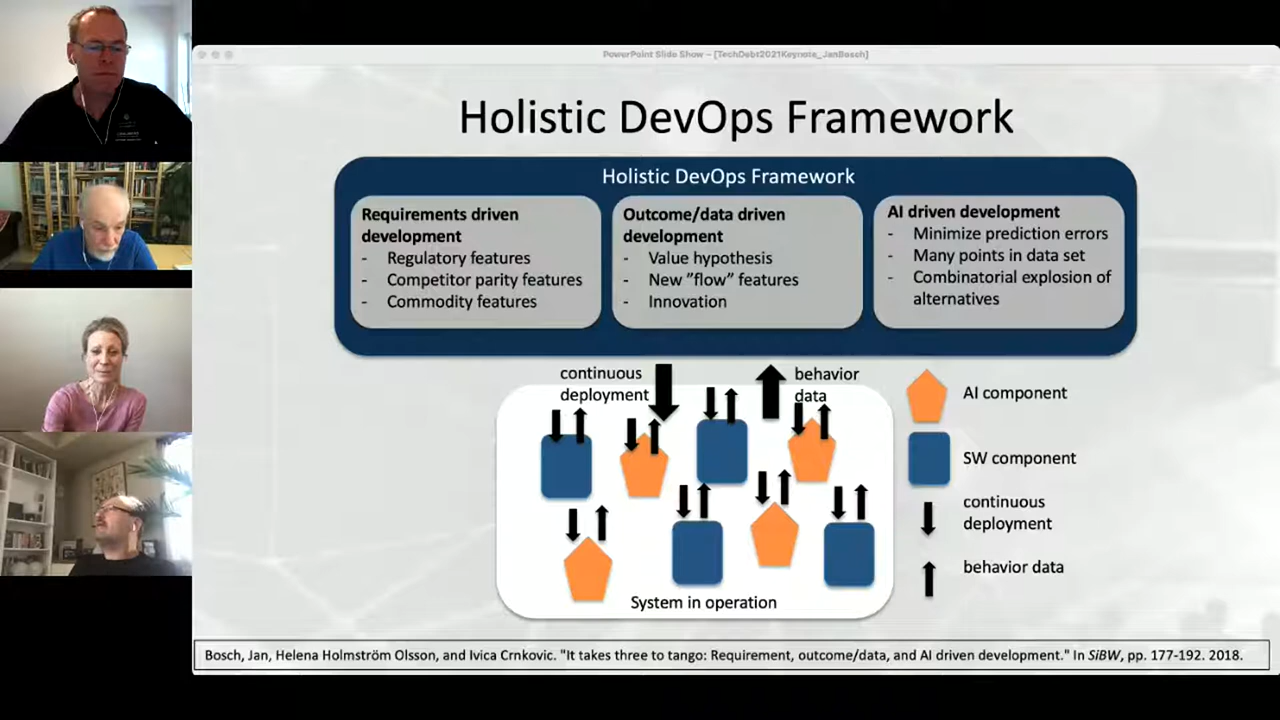 PowerPoint Slide Show – [TechDebt2021Keynote_JanBosch]
Holistic DevOps Framework
Holistic DevOps Framework
Requirements driven
development
- Regulatory features
- Competitor parity features
- Commodity features
Outcome/data driven
development
- Value hypothesis
- New ”flow” features
- Innovation
AI driven development
- Minimize prediction errors
- Many points in data set
- Combinatorial explosion of
alternatives
continuous
deployment
behavior
data
System in operation
AI component
SW component
continuous
deployment
behavior data
Bosch, Jan, Helena Holmström Olsson, and Ivica Crnkovic. "It takes three to tango: Requirement, outcome/data, and AI driven development." In SiBW, pp. 177-192. 2018.